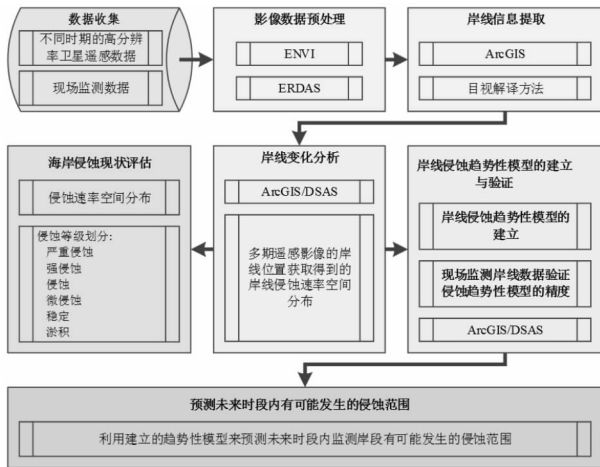 数据收集
不同时期的高分辨
率卫星遥感数据
现场监测数据
影像数据预处理
ENVI
ERDAS
岸线信息提取
ArcGIS
目视解译方法
海岸侵蚀现状评估
侵蚀速率空间分布
侵蚀等级划分:
严重侵蚀
强侵蚀
侵蚀
微侵蚀
稳定
淤积
岸线变化分析
ArcGIS/DSAS
多期遥感影像的岸
线位置获取得到的
岸线侵蚀速率空间
分布
岸线侵蚀趋势性模型的建立
与验证
岸线侵蚀趋势性模型的
建立
现场监测岸线数据验证
侵蚀趋势性模型的精度
ArcGIS/DSAS
预测未来时段内有可能发生的侵蚀范围
利用建立的趋势性模型来预测未来时段内监测岸段有可能发生的侵蚀范围